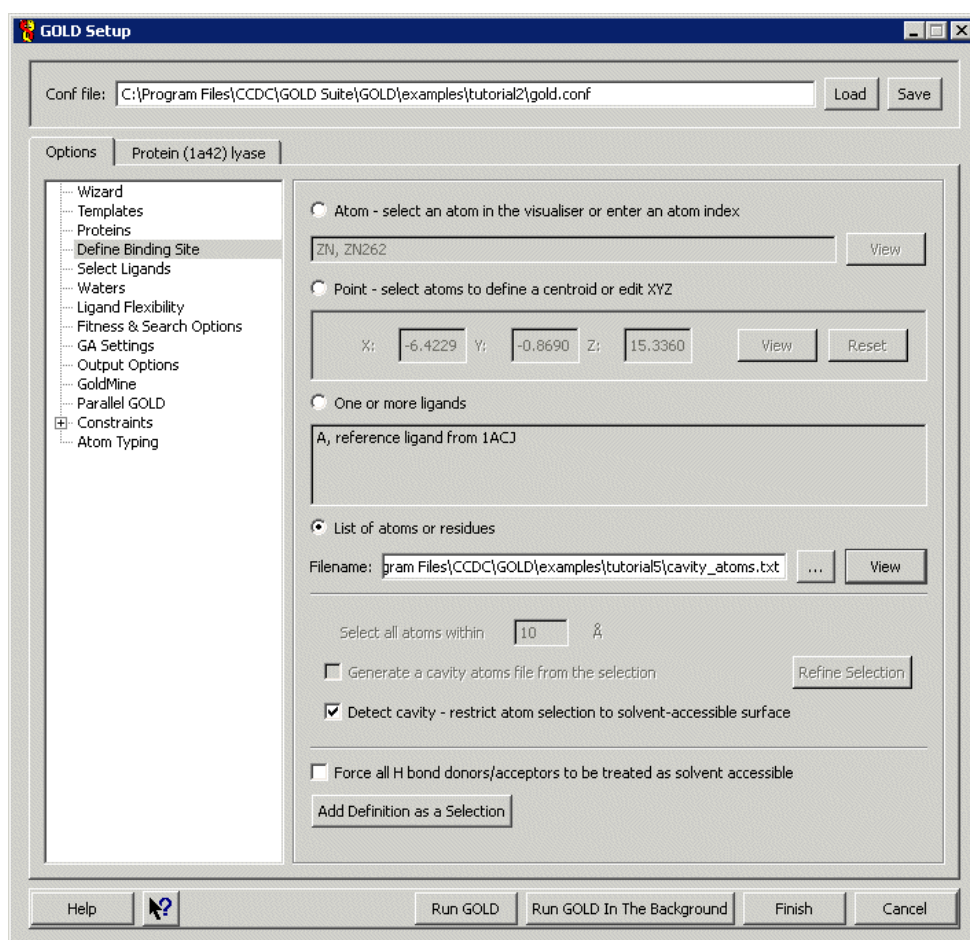 GOLD Setup
Conf file: C:\Program Files\CCDC\GOLD Suite\GOLD\examples\tutorial2\gold.conf Load Save
Options Protein (1a42) lyase
Wizard
Templates
Proteins
Define Binding Site
Select Ligands
Waters
Ligand Flexibility
Fitness & Search Options
GA Settings
Output Options
GoldMine
Parallel GOLD
Constraints
Atom Typing
Atom - select an atom in the visualiser or enter an atom index
ZN, ZN262 View
Point - select atoms to define a centroid or edit XYZ
X: -6.4229 Y: -0.8690 Z: 15.3360 View Reset
One or more ligands
A, reference ligand from 1ACJ
List of atoms or residues
Filename: gram Files\CCDC\GOLD\examples\tutorial5\cavity_atoms.txt ... View
Select all atoms within 10 Å
Generate a cavity atoms file from the selection Refine Selection
Detect cavity - restrict atom selection to solvent-accessible surface
Force all H bond donors/acceptors to be treated as solvent accessible
Add Definition as a Selection
Help ? Run GOLD Run GOLD In The Background Finish Cancel